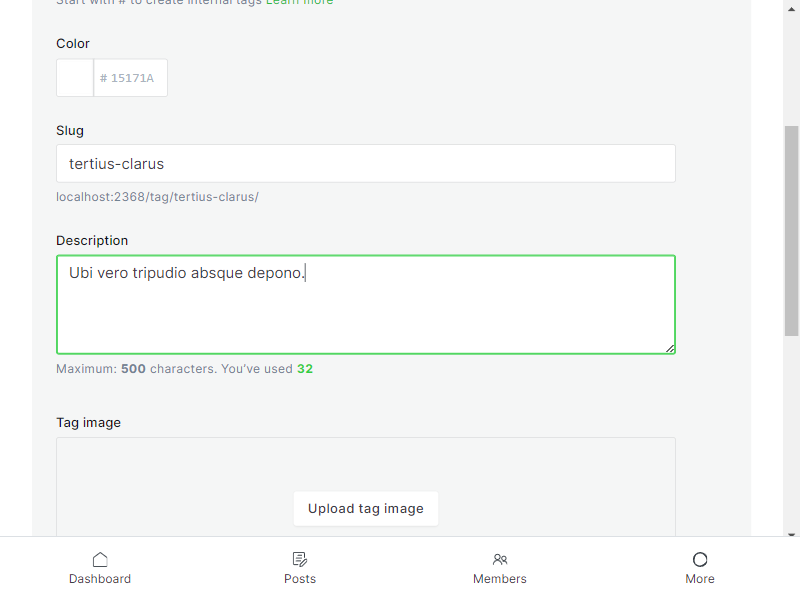 Start with # to create internal tags Learn more
Color
# 15171A
Slug
tertius-clarus
localhost:2368/tag/tertius-clarus/
Description
Ubi vero tripudio absque depono.
Maximum: 500 characters. You've used 32
Tag image
Upload tag image
Dashboard
Posts
Members
More